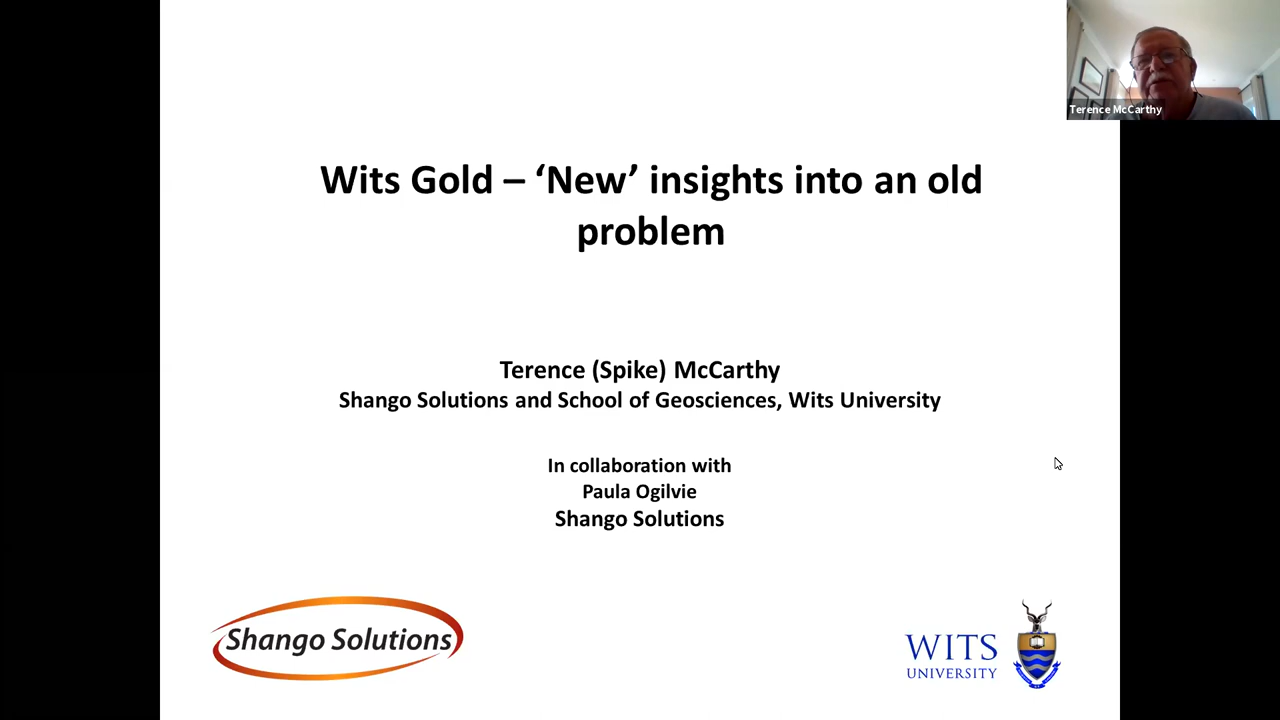 Terence McCarthy
Wits Gold – ‘New’ insights into an old
problem
Terence (Spike) McCarthy
Shango Solutions and School of Geosciences, Wits University
In collaboration with
Paula Ogilvie
Shango Solutions
Shango Solutions
WITS
UNIVERSITY